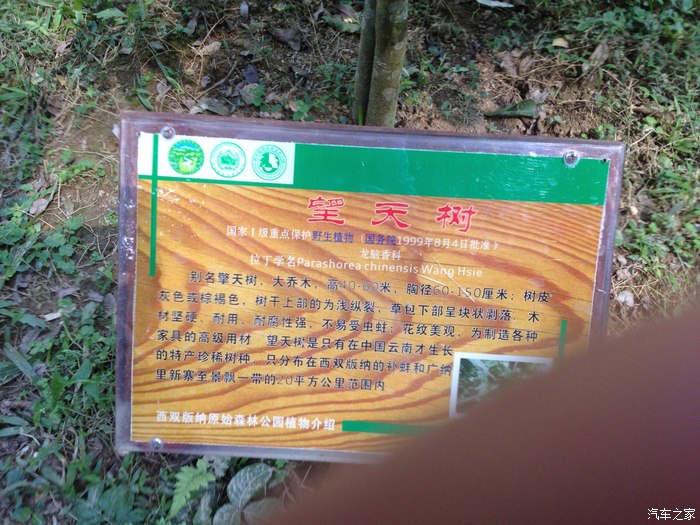 望天树
国家Ⅰ级重点保护野生植物（国务院1999年8月4日批准）
龙脑香科
拉丁学名Parashorea chinensis Wang Hsie
别名擎天树，大乔木，高40-60米，胸径60-150厘米；树皮
灰色或棕褐色，树干上部的为浅纵裂，草包下部呈块状剥落。木
材坚硬、耐用、耐腐性强，不易受虫蛀；花纹美观，为制造各种
家具的高级用材 望天树是只有在中国云南才生长
的特产珍稀树种，只分布在西双版纳的补蚌和广纳
里新寨至景飘一带的20平方公里范围内
西双版纳原始森林公园植物介绍
汽车之家